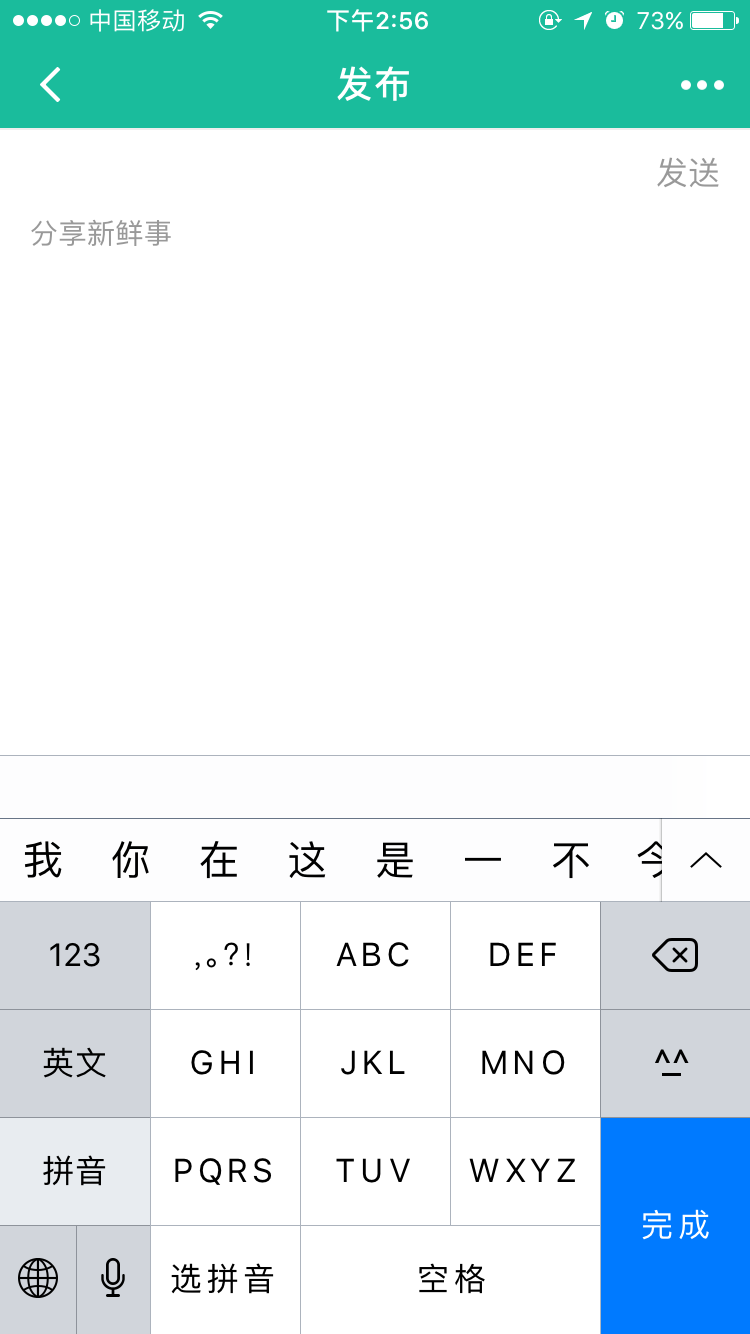 中国移动 下午2:56 73%
发布
发送
分享新鲜事
我 你 在 这 是 一 不 今
123 ,。?! ABC DEF
英文 GHI JKL MNO ^^
拼音 PQRS TUV WXYZ
完成
选拼音 空格